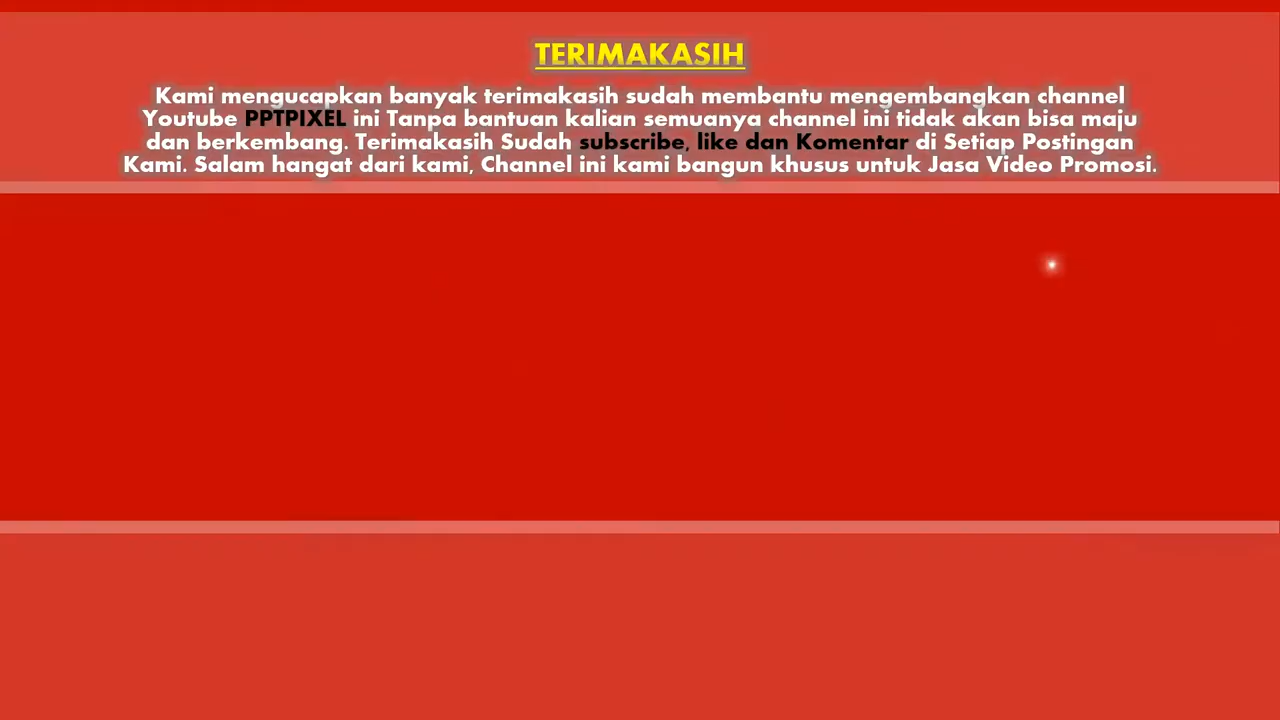 TERIMAKASIH
Kami mengucapkan banyak terimakasih sudah membantu mengembangkan channel
Youtube PPTPIXEL ini Tanpa bantuan kalian semuanya channel ini tidak akan bisa maju
dan berkembang. Terimakasih Sudah subscribe, like dan Komentar di Setiap Postingan
Kami. Salam hangat dari kami, Channel ini kami bangun khusus untuk Jasa Video Promosi.